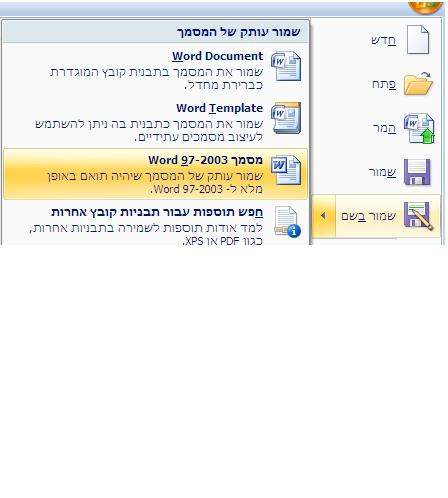 חדש
פתח
המר
שמור
שמור בשם
שמור עותק של המסמך
Word Document
שמור את המסמך בתבנית קובץ המוגדרת
כברירת מחדל.
Word Template
שמור את המסמך כתבנית בה ניתן להשתמש
לעיצוב מסמכים עתידיים.
מסמך Word 97-2003
שמור עותק של המסמך שיהיה תואם באופן
מלא ל- Word 97-2003.
חפש תוספות עבור תבניות קובץ אחרות
למד אודות תוספות לשמירה בתבניות אחרות,
כגון PDF או XPS.